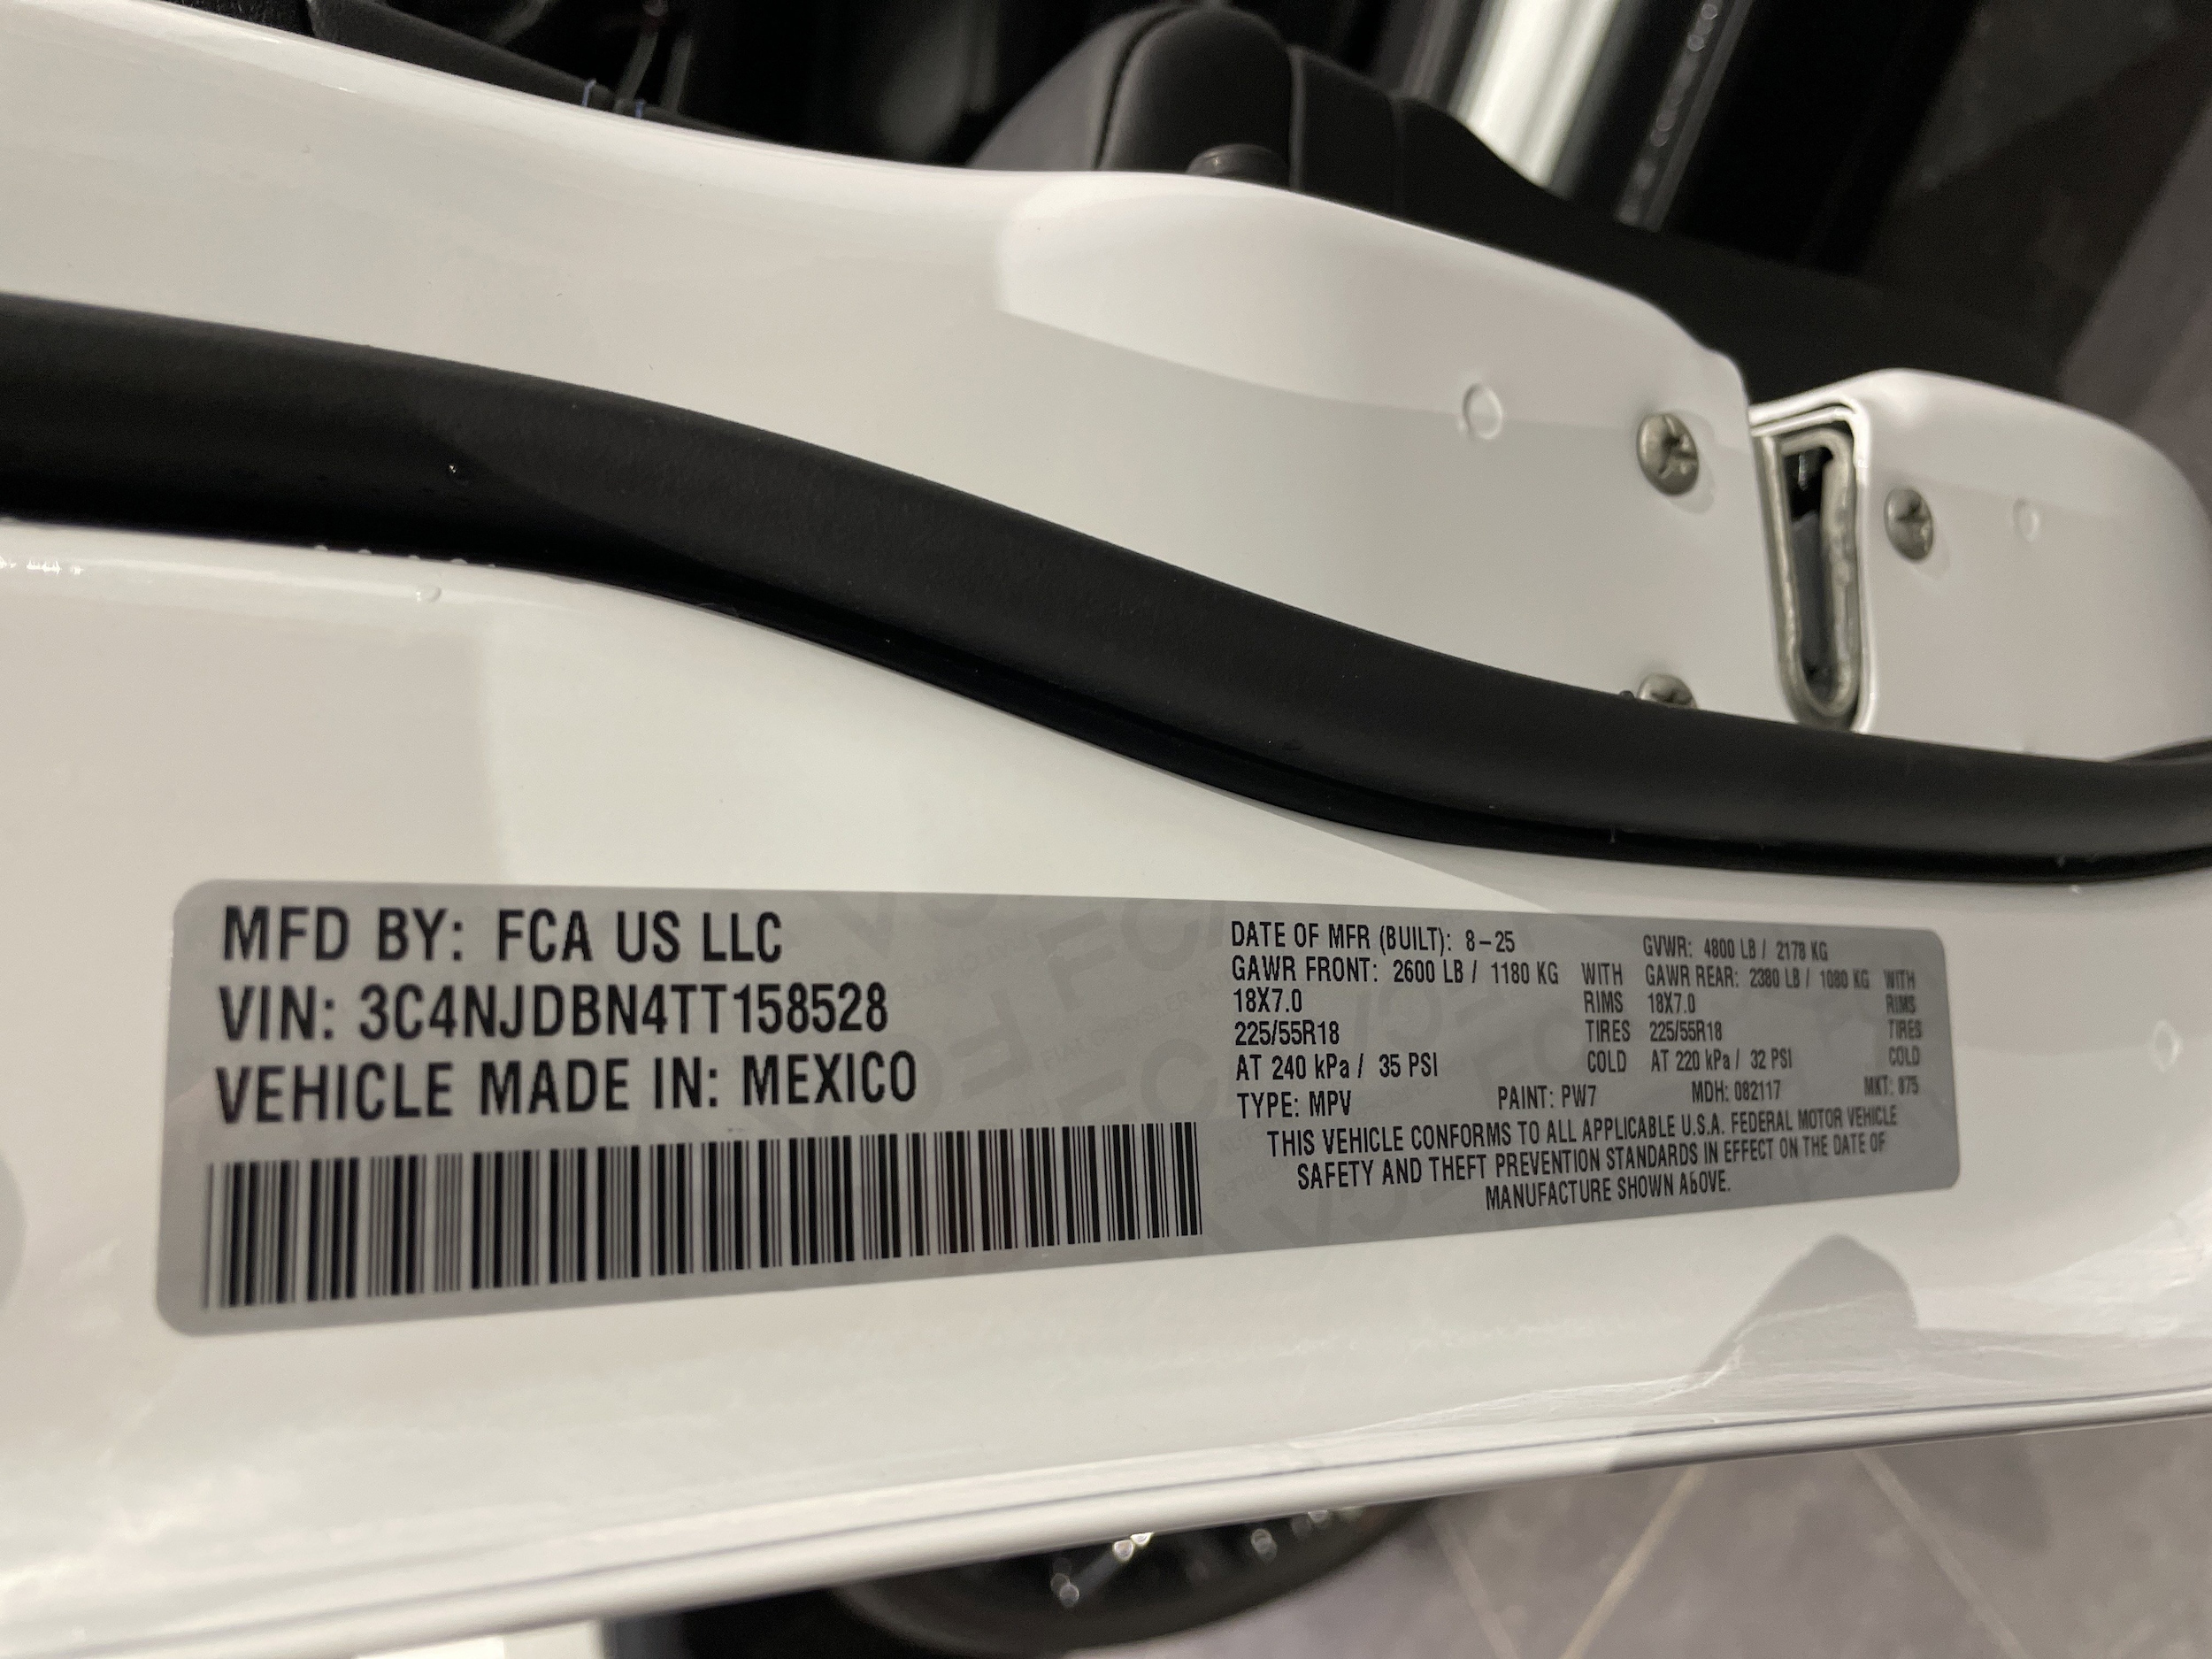 MFD BY: FCA US LLC
VIN: 3C4NJDBN4TT158528
VEHICLE MADE IN: MEXICO
DATE OF MFR (BUILT): 8-25 GVWR: 4800 LB / 2178 KG
GAWR FRONT: 2600 LB / 1180 KG WITH GAWR REAR: 2380 LB / 1080 KG WITH
18X7.0 RIMS 18X7.0 RIMS
225/55R18 TIRES 225/55R18 TIRES
AT 240 kPa / 35 PSI COLD AT 220 kPa / 32 PSI COLD
TYPE: MPV PAINT: PW7 MDH: 082117 MKT: 875
THIS VEHICLE CONFORMS TO ALL APPLICABLE U.S.A. FEDERAL MOTOR VEHICLE
SAFETY AND THEFT PREVENTION STANDARDS IN EFFECT ON THE DATE OF
MANUFACTURE SHOWN ABOVE.